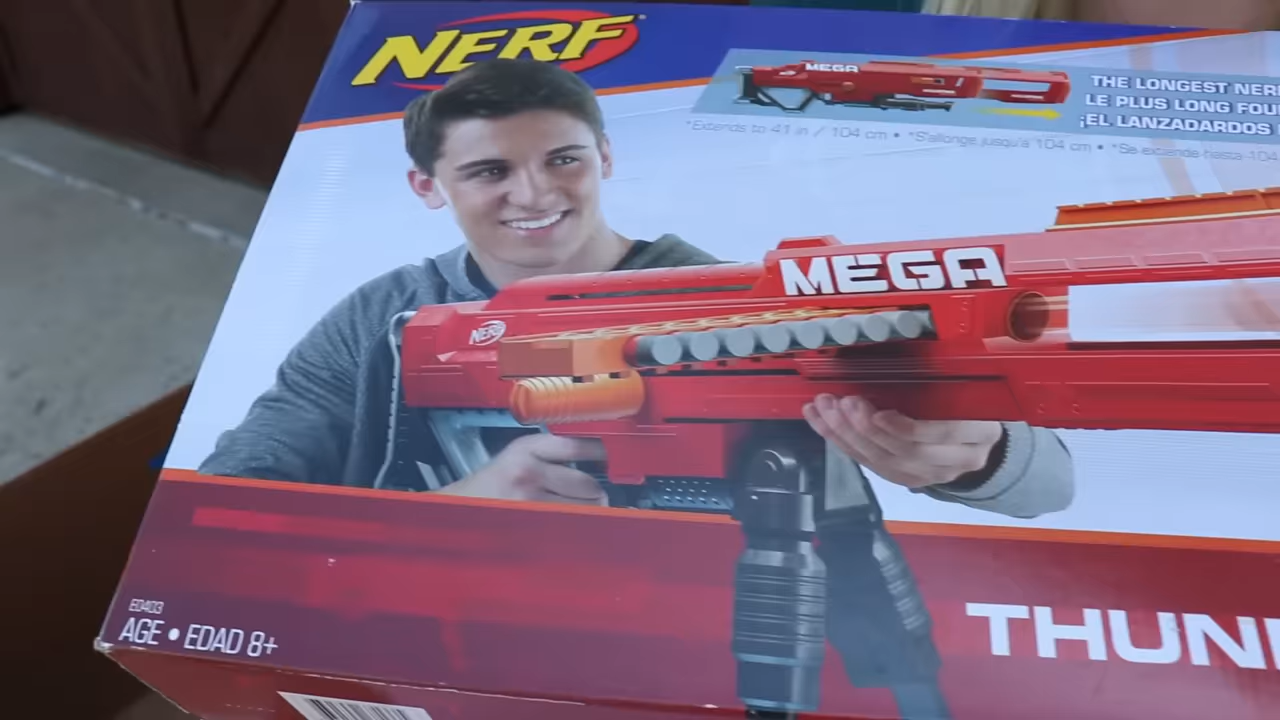 NERF
MEGA
THE LONGEST NERF
LE PLUS LONG FOU
¡EL LANZADARDOS
*Extends to 41 in / 104 cm • *S'allonge jusqu'à 104 cm • *Se extiende hasta 104
MEGA
NERF
E0403
AGE • EDAD 8+
THUN